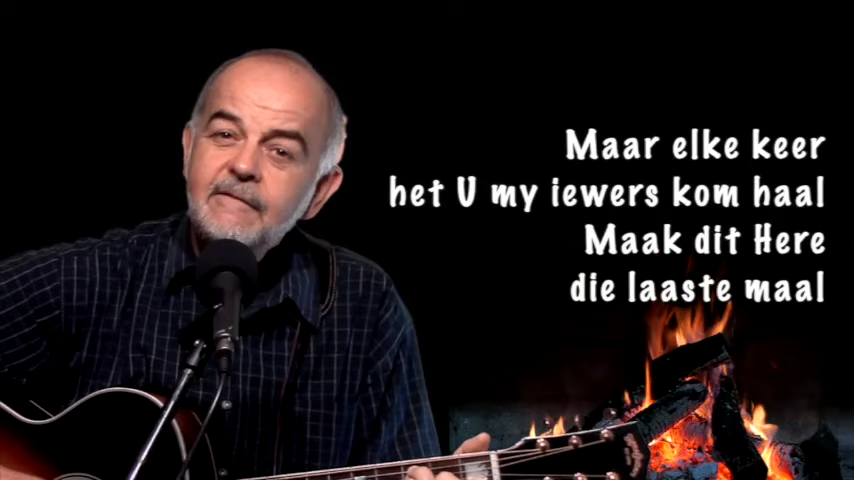 Maar elke keer
het U my iewers kom haal
Maak dit Here
die laaste maal